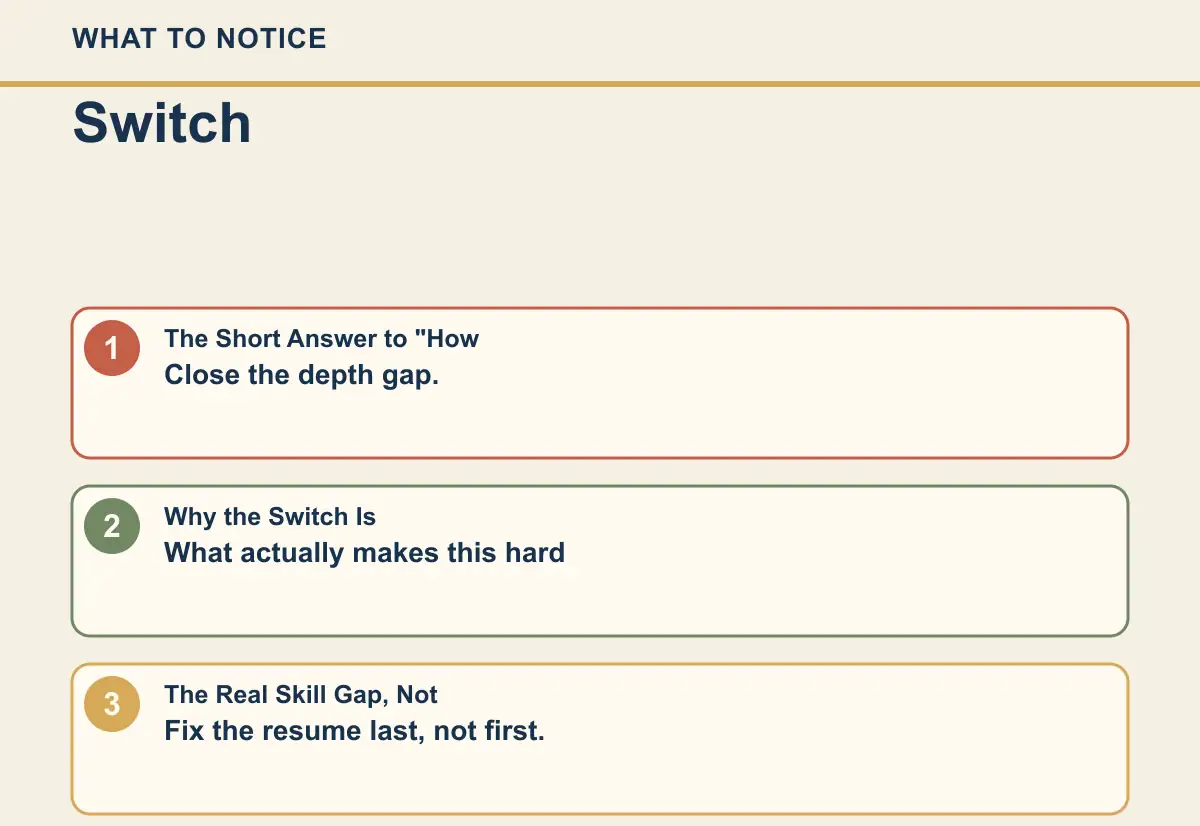 WHAT TO NOTICE
Switch
1
The Short Answer to "How
Close the depth gap.
2
Why the Switch Is
What actually makes this hard
3
The Real Skill Gap, Not
Fix the resume last, not first.